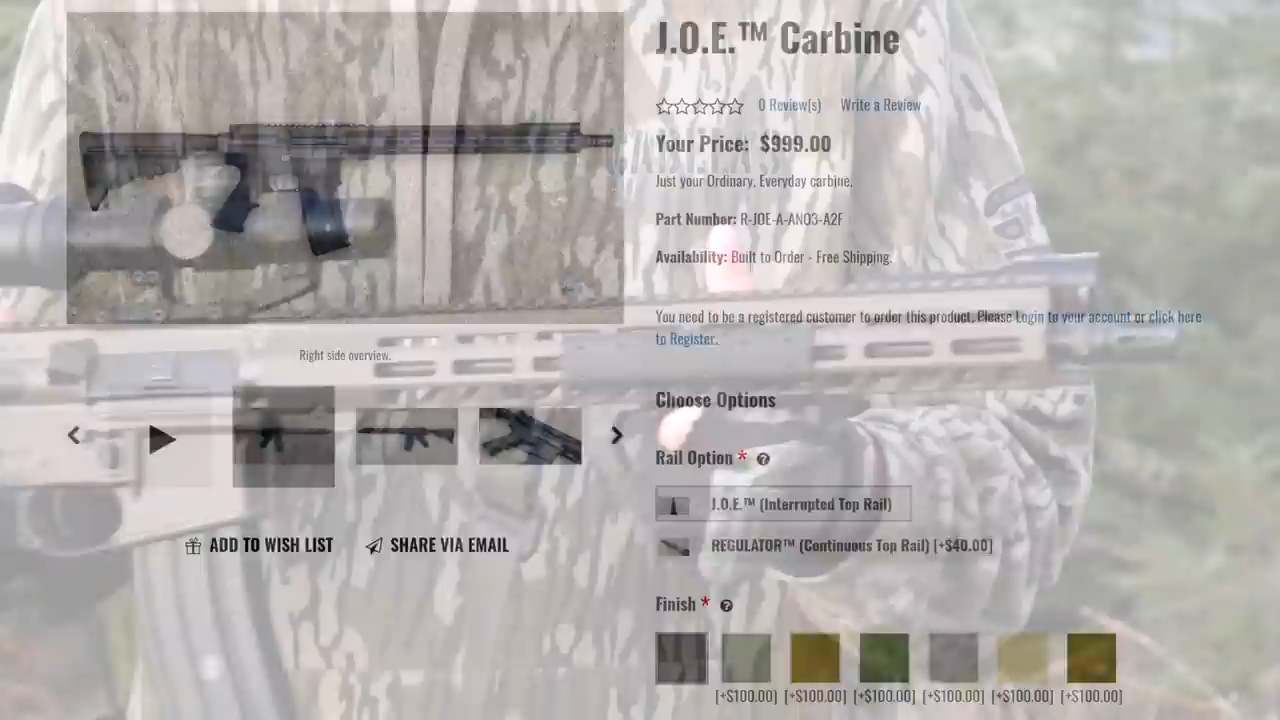 J.O.E.™ Carbine
0 Review(s) Write a Review
Your Price: $999.00
Just your Ordinary, Everyday carbine.
Part Number: R-JOE-A-AN03-A2F
Availability: Built to Order - Free Shipping.
You need to be a registered customer to order this product. Please Login to your account or click here
to Register.
Right side overview.
Choose Options
Rail Option * ?
J.O.E.™ (Interrupted Top Rail)
REGULATOR™ (Continuous Top Rail) [+$40.00]
ADD TO WISH LIST SHARE VIA EMAIL
Finish * ?
[+$100.00] [+$100.00] [+$100.00] [+$100.00] [+$100.00] [+$100.00]